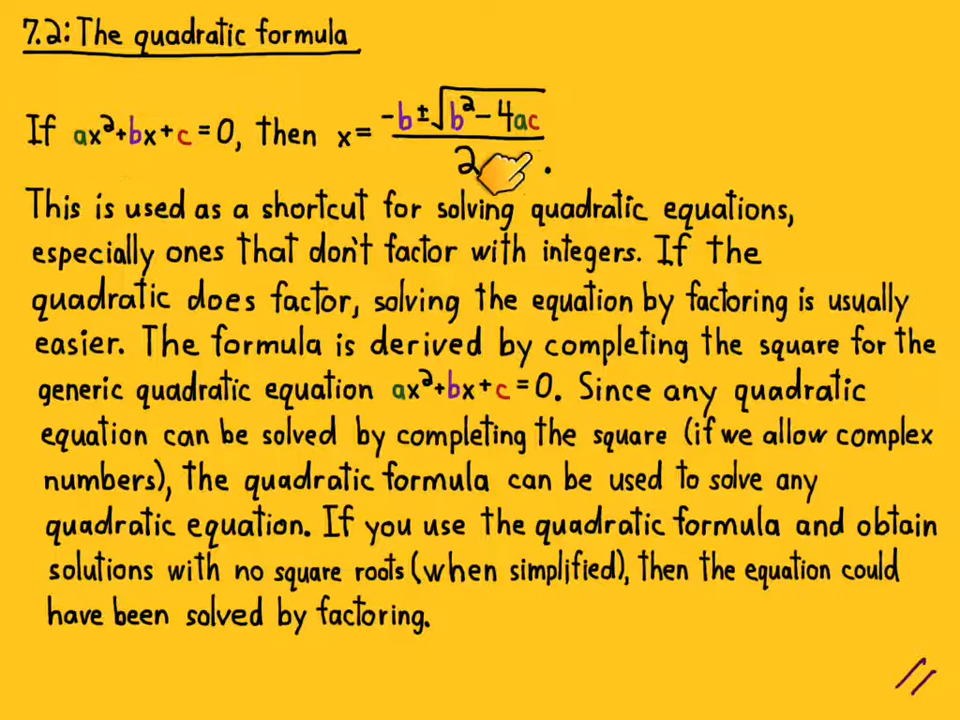 7.2: The quadratic formula
If ax²+bx+c=0, then x= (-b±√(b²-4ac))/2 .
This is used as a shortcut for solving quadratic equations,
especially ones that don't factor with integers. If the
quadratic does factor, solving the equation by factoring is usually
easier. The formula is derived by completing the square for the
generic quadratic equation ax²+bx+c=0. Since any quadratic
equation can be solved by completing the square (if we allow complex
numbers), the quadratic formula can be used to solve any
quadratic equation. If you use the quadratic formula and obtain
solutions with no square roots (when simplified), then the equation could
have been solved by factoring.